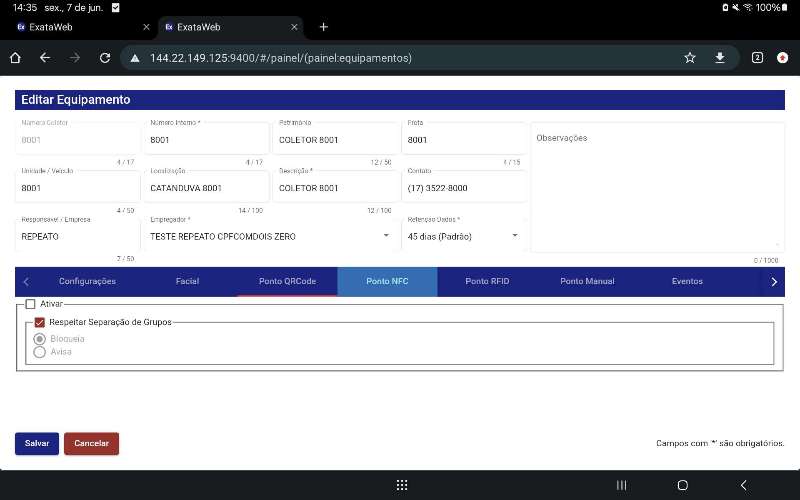 14:35 sex., 7 de jun.
100%
Ex ExataWeb
Ex ExataWeb
144.22.149.125:9400/#/painel/(painel:equipamentos)
2
Editar Equipamento
Número Coletor
8001
4 / 17
Número Interno *
8001
4 / 17
Patrimônio
COLETOR 8001
12 / 50
Frota
8001
4 / 15
Observações
0 / 1000
Unidade / Veículo
8001
4 / 50
Localização
CATANDUVA 8001
14 / 100
Descrição *
COLETOR 8001
12 / 100
Contato
(17) 3522-8000
Responsável / Empresa
REPEATO
7 / 50
Empregador *
TESTE REPEATO CPFCOMDOIS ZERO
Retenção Dados *
45 dias (Padrão)
Configurações
Facial
Ponto QRCode
Ponto NFC
Ponto RFID
Ponto Manual
Eventos
Ativar
Respeitar Separação de Grupos
Bloqueia
Avisa
Salvar
Cancelar
Campos com '*' são obrigatórios.